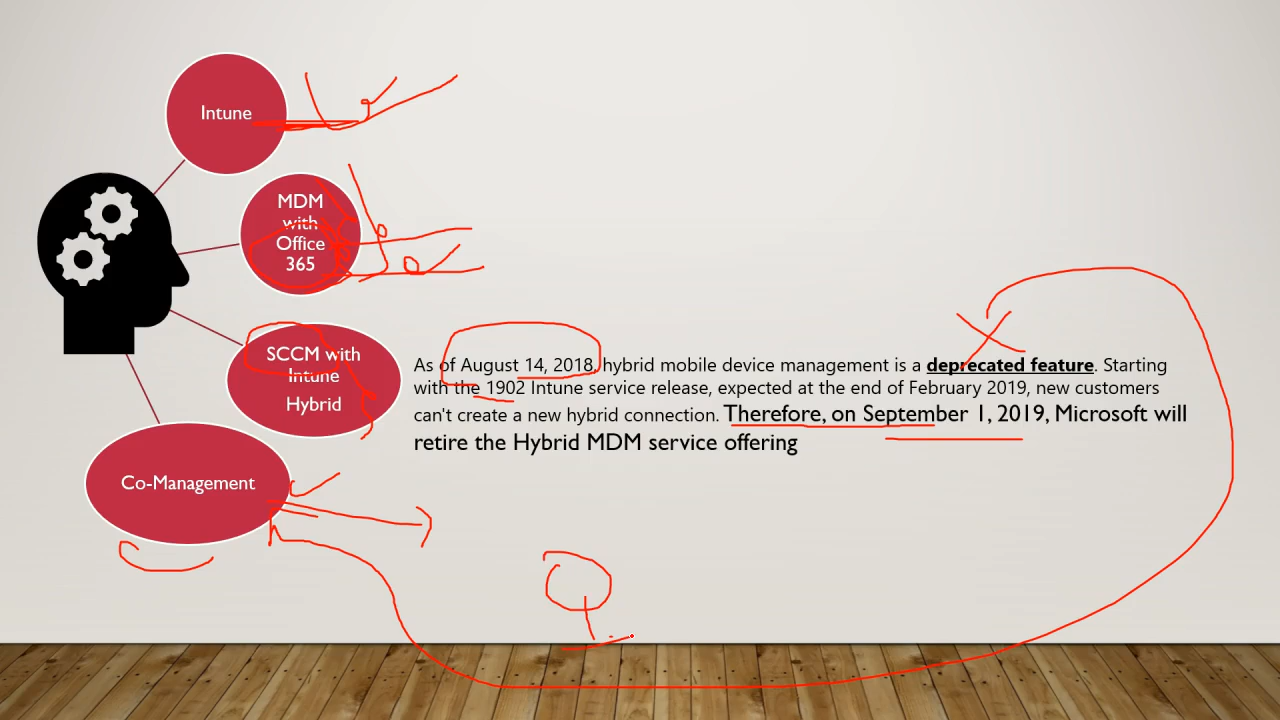 Intune
MDM
with
Office
365
SCCM with
Intune
Hybrid
As of August 14, 2018, hybrid mobile device management is a deprecated feature. Starting
with the 1902 Intune service release, expected at the end of February 2019, new customers
can't create a new hybrid connection. Therefore, on September 1, 2019, Microsoft will
retire the Hybrid MDM service offering
Co-Management